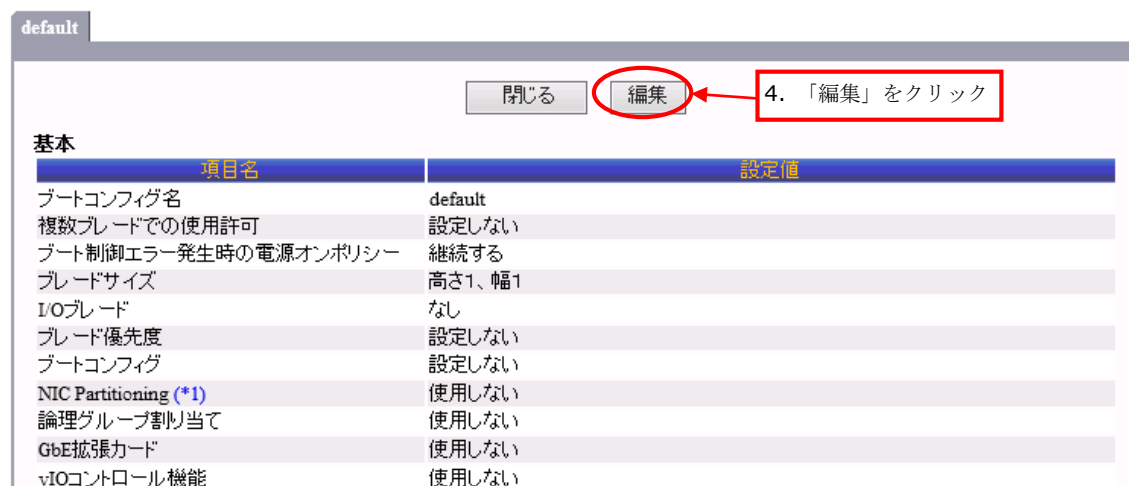 default
閉じる 編集 4. 「編集」をクリック
基本
項目名 設定値
ブートコンフィグ名 default
複数ブレードでの使用許可 設定しない
ブート制御エラー発生時の電源オンポリシー 継続する
ブレードサイズ 高さ1、幅1
I/Oブレード なし
ブレード優先度 設定しない
ブートコンフィグ 設定しない
NIC Partitioning (*1) 使用しない
論理グループ割り当て 使用しない
GbE拡張カード 使用しない
vIOコントロール機能 使用しない